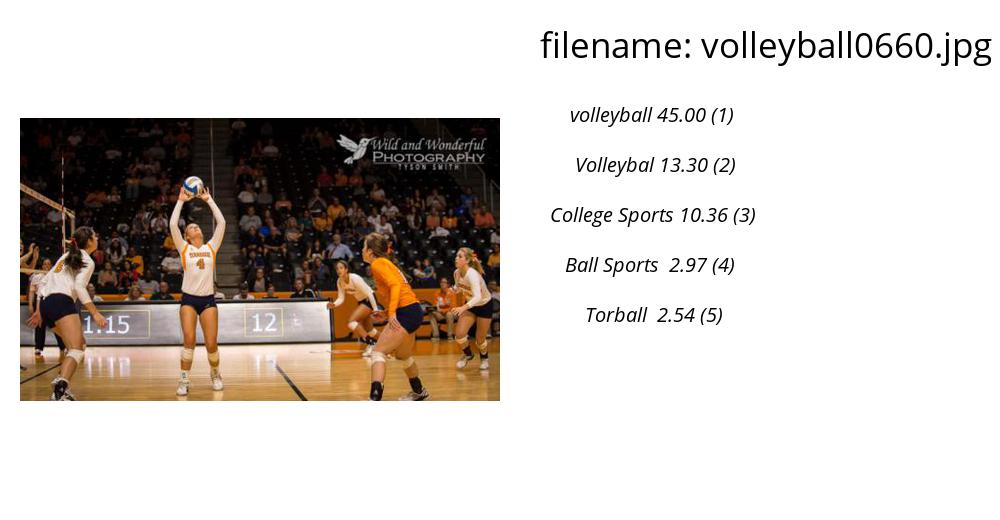 filename: volleyball0660.jpg
volleyball 45.00 (1)
Volleybal 13.30 (2)
College Sports 10.36 (3)
Ball Sports  2.97 (4)
Torball  2.54 (5)
Wild and Wonderful
PHOTOGRAPHY
TYSON SMITH
TENNESSEE
4
1:15
12